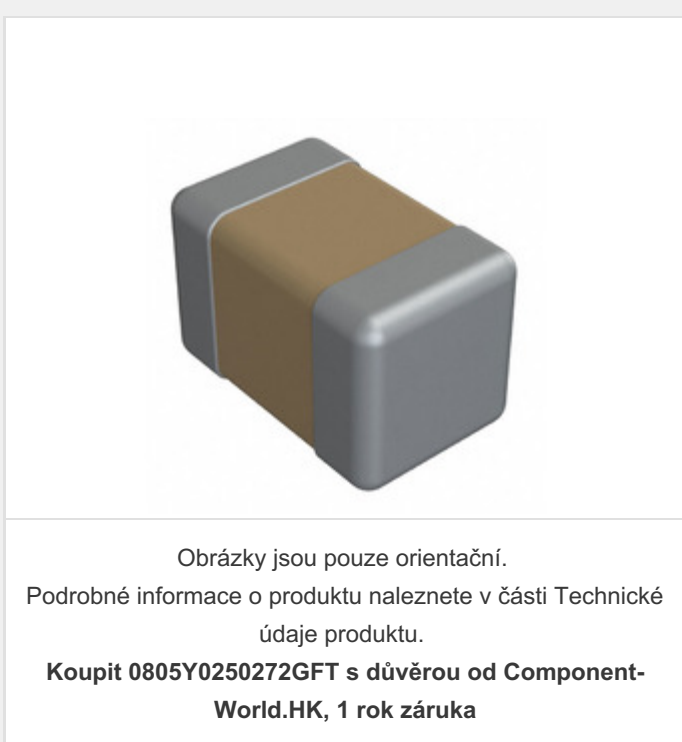 Obrázky jsou pouze orientační.
Podrobné informace o produktu naleznete v části Technické
údaje produktu.
Koupit 0805Y0250272GFT s důvěrou od Component-
World.HK, 1 rok záruka